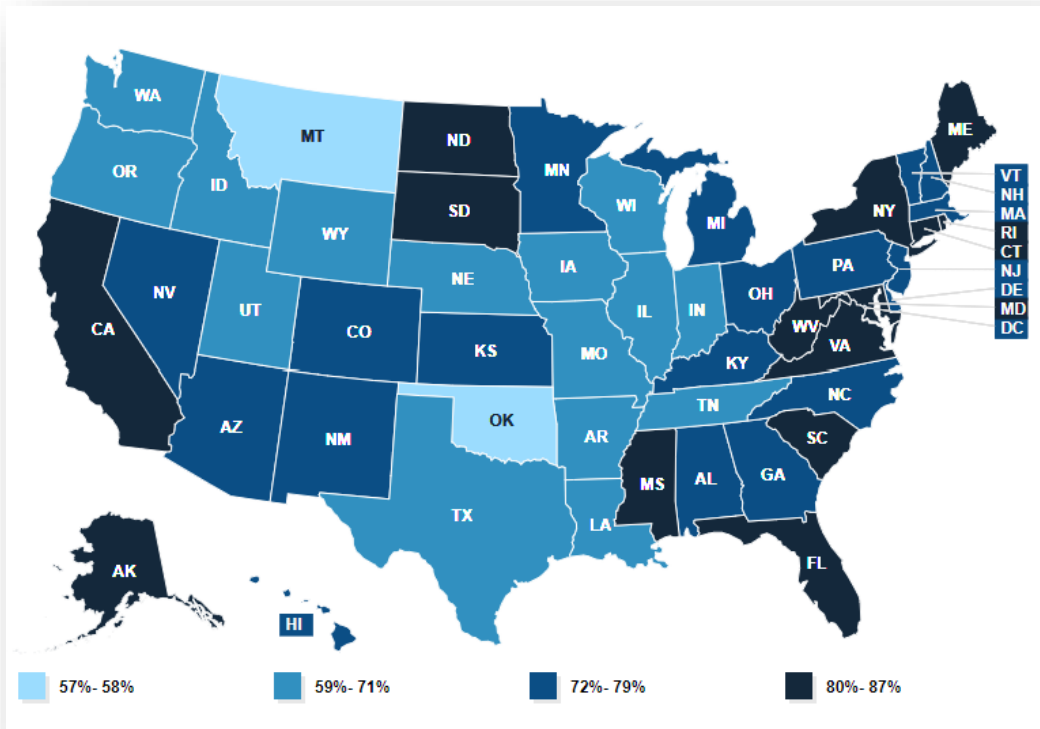 WA
MT
ND
ME
OR
ID
MN
VT
NH
SD
WI
NY
MA
WY
MI
RI
CT
NE
IA
PA
NJ
NV
OH
DE
UT
IL
IN
MD
CA
CO
WV
DC
KS
MO
VA
KY
NC
AZ
NM
OK
AR
TN
SC
MS
AL
GA
TX
LA
FL
AK
HI
57%- 58%
59%- 71%
72%- 79%
80%- 87%